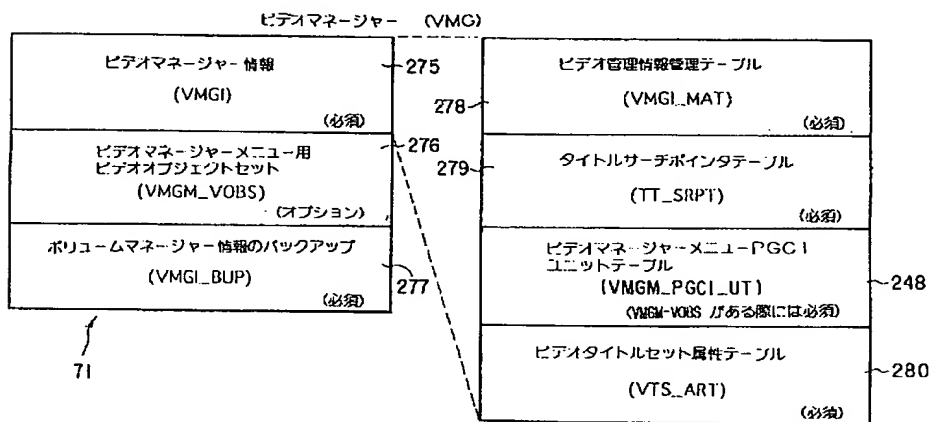 ビデオマネージャー (VMG)
ビデオマネージャー情報
(VMGI)
(必須)
275
ビデオマネージャーメニュー用
ビデオオブジェクトセット
(VMGM_VOBS)
(オプション)
276
ボリュームマネージャー情報のバックアップ
(VMGI_BUP)
(必須)
277
71
ビデオ管理情報管理テーブル
(VMGI_MAT)
(必須)
278
タイトルサーチポインタテーブル
(TT_SRPT)
(必須)
279
ビデオマネージャーメニューPGCI
ユニットテーブル
(VMGM_PGCI_UT)
(VMGM-VOBS がある際には必須)
248
ビデオタイトルセット属性テーブル
(VTS_ART)
(必須)
280